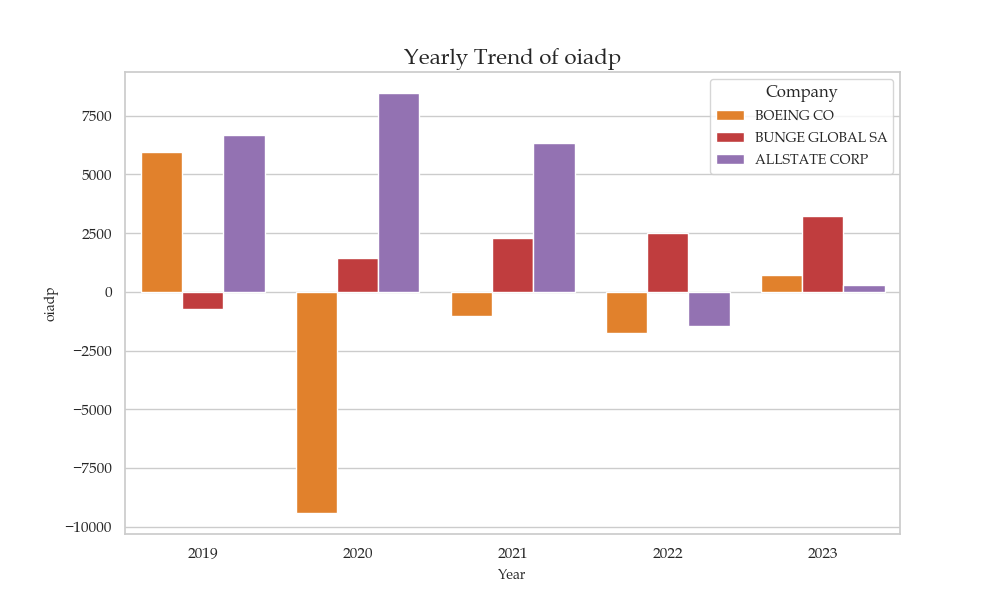 Yearly Trend of oiadp
Company
BOEING CO
BUNGE GLOBAL SA
ALLSTATE CORP
7500
5000
2500
0
−2500
−5000
−7500
−10000
oiadp
2019 2020 2021 2022 2023
Year